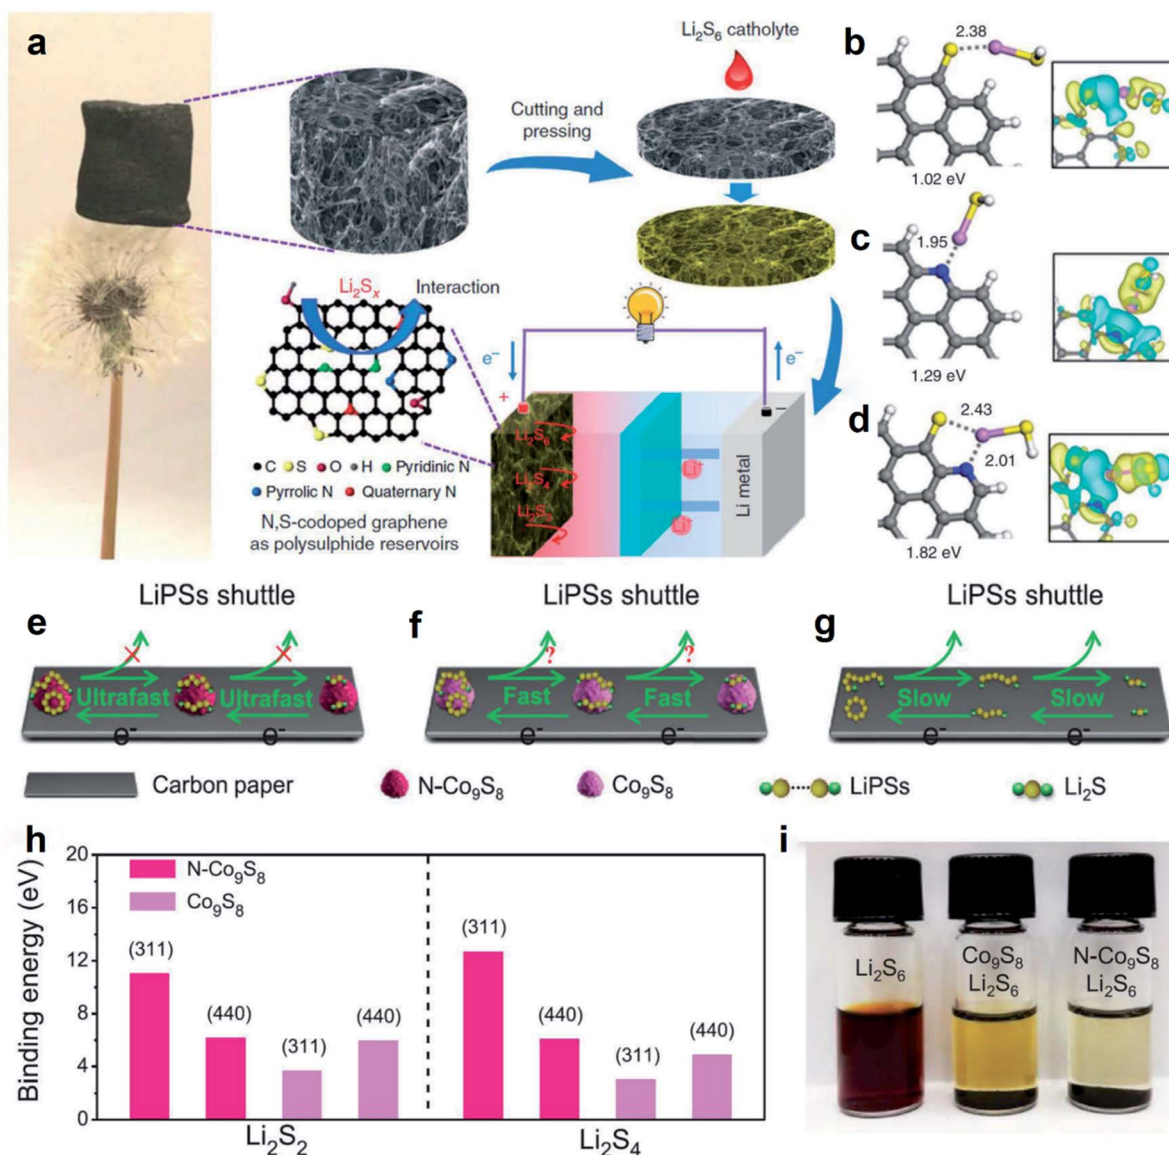 a
Li₂S₆ catholyte
Cutting and
pressing
Li₂Sₓ
Interaction
C S O H Pyridinic N
Pyrrolic N Quaternary N
N,S-codoped graphene
as polysulphide reservoirs
e⁻
e⁻
+
−
Li₂S₆
Li₂S₄
Li⁺
Li⁺
Li metal
b
2.38
1.02 eV
c
1.95
1.29 eV
d
2.43
2.01
1.82 eV
e
LiPSs shuttle
Ultrafast
Ultrafast
e⁻
e⁻
f
LiPSs shuttle
?
?
Fast
Fast
e⁻
e⁻
g
LiPSs shuttle
Slow
Slow
e⁻
e⁻
Carbon paper
N-Co₉S₈
Co₉S₈
LiPSs
Li₂S
h
Binding energy (eV)
20
16
12
8
4
0
N-Co₉S₈
Co₉S₈
(311)
(440)
(311)
(440)
(311)
(440)
(311)
(440)
Li₂S₂
Li₂S₄
i
Li₂S₆
Co₉S₈
Li₂S₆
N-Co₉S₈
Li₂S₆